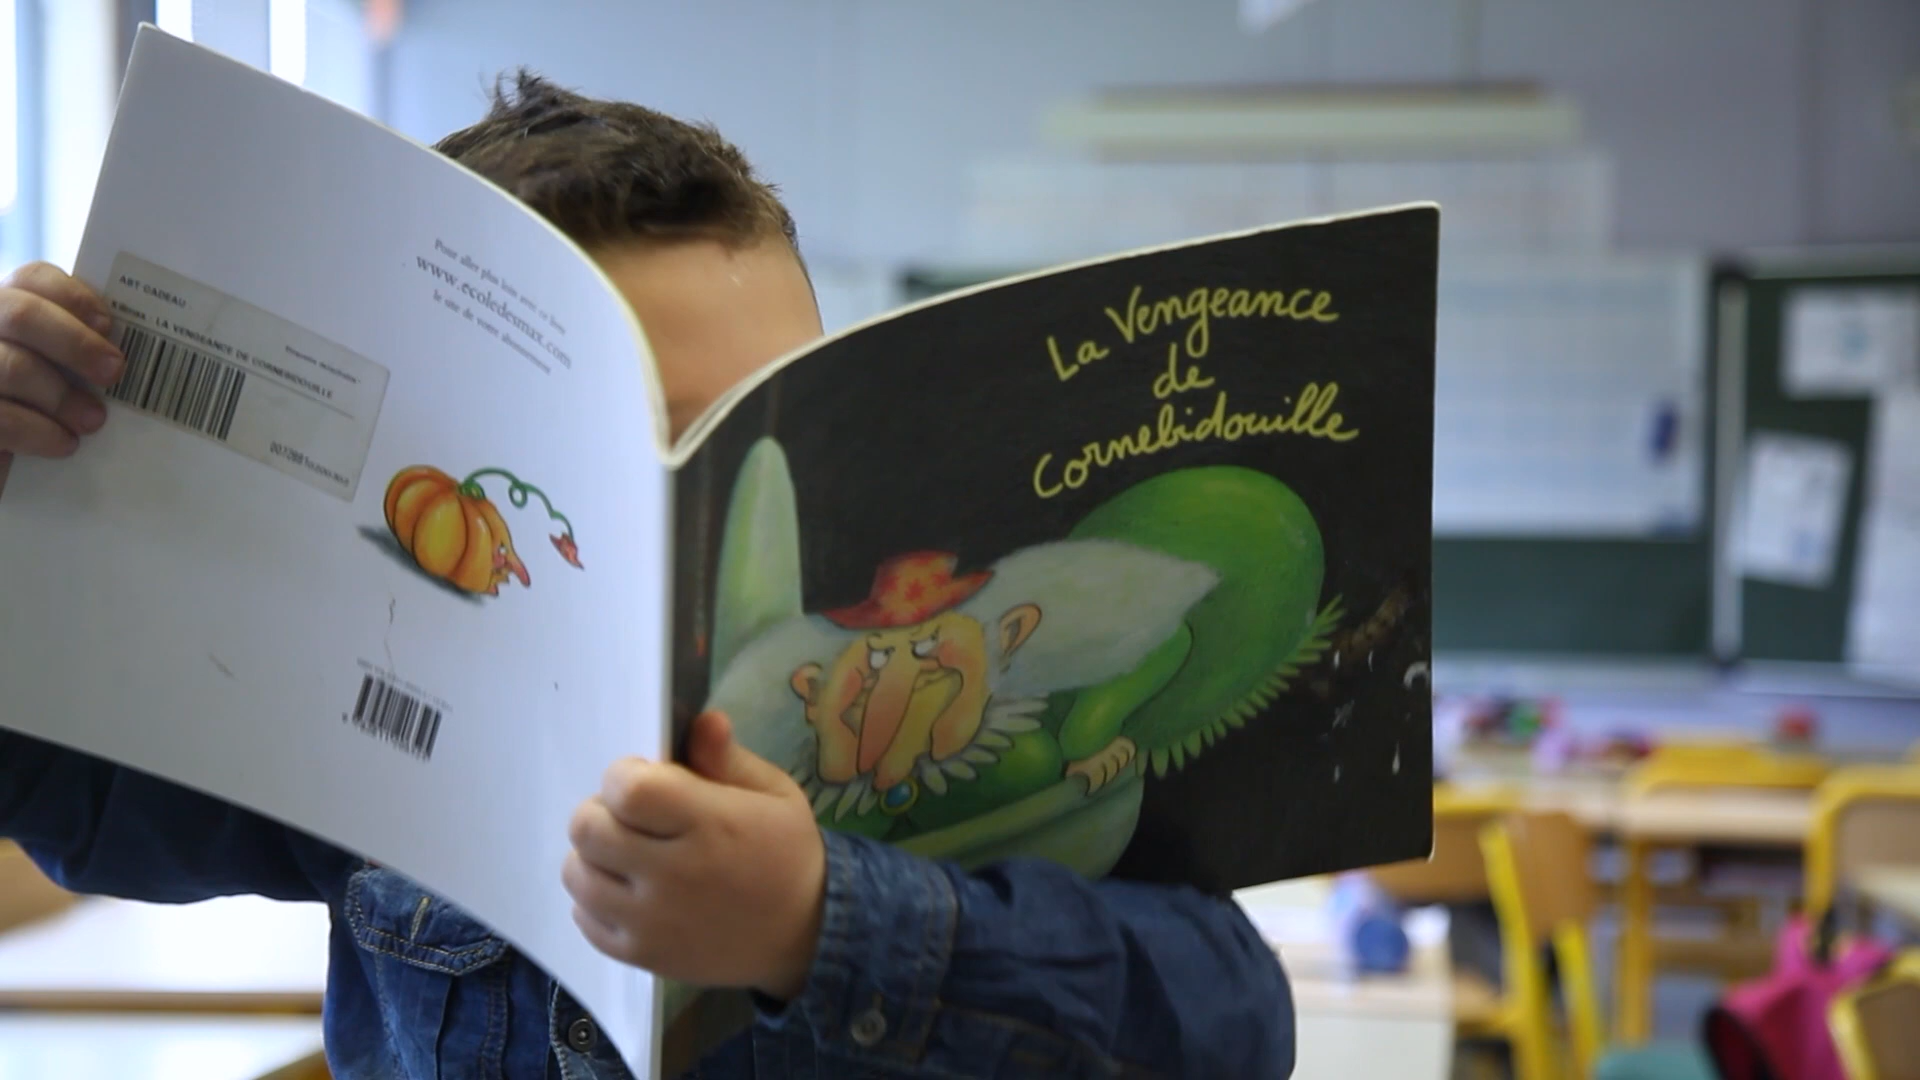 Pour aller plus loin avec ce livre
www.ecoledesmax.com
le site de votre abonnement
ART CADEAU
LA VENGEANCE DE CORNEBIDOUILLE
La Vengeance
de
Cornebidouille